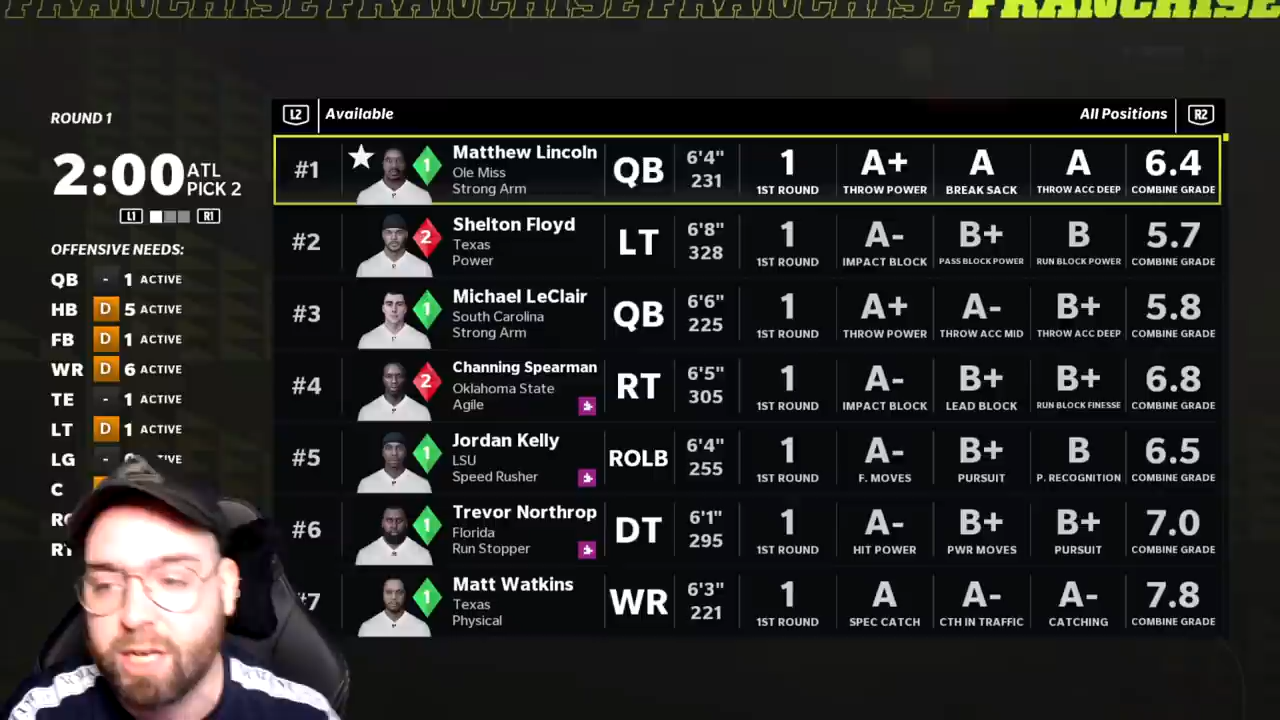 FRANCHISE FRANCHISE FRANCHISE FRANCHISE FRANCHISE
ROUND 1
2:00 ATL PICK 2
L1 R1
OFFENSIVE NEEDS:
QB - 1 ACTIVE
HB D 5 ACTIVE
FB D 1 ACTIVE
WR D 6 ACTIVE
TE - 1 ACTIVE
LT D 1 ACTIVE
LG -
C
L2 Available All Positions R2
#1 1 Matthew Lincoln Ole Miss Strong Arm QB 6'4" 231 1 1ST ROUND A+ THROW POWER A BREAK SACK A THROW ACC DEEP 6.4 COMBINE GRADE
#2 2 Shelton Floyd Texas Power LT 6'8" 328 1 1ST ROUND A- IMPACT BLOCK B+ PASS BLOCK POWER B RUN BLOCK POWER 5.7 COMBINE GRADE
#3 1 Michael LeClair South Carolina Strong Arm QB 6'6" 225 1 1ST ROUND A+ THROW POWER A- THROW ACC MID B+ THROW ACC DEEP 5.8 COMBINE GRADE
#4 2 Channing Spearman Oklahoma State Agile RT 6'5" 305 1 1ST ROUND A- IMPACT BLOCK B+ LEAD BLOCK B+ RUN BLOCK FINESSE 6.8 COMBINE GRADE
#5 1 Jordan Kelly LSU Speed Rusher ROLB 6'4" 255 1 1ST ROUND A- F. MOVES B+ PURSUIT B P. RECOGNITION 6.5 COMBINE GRADE
#6 1 Trevor Northrop Florida Run Stopper DT 6'1" 295 1 1ST ROUND A- HIT POWER B+ PWR MOVES B+ PURSUIT 7.0 COMBINE GRADE
#7 1 Matt Watkins Texas Physical WR 6'3" 221 1 1ST ROUND A SPEC CATCH A- CTH IN TRAFFIC A- CATCHING 7.8 COMBINE GRADE